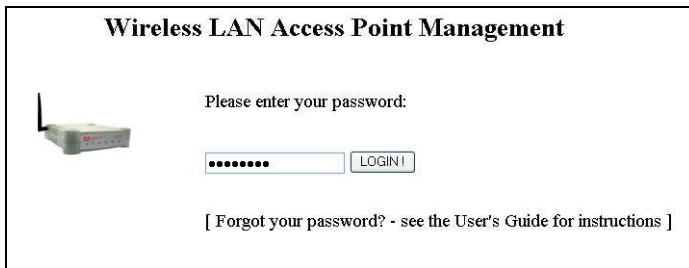 Wireless LAN Access Point Management
Please enter your password:
•••••••• LOGIN !
[ Forgot your password? - see the User's Guide for instructions ]